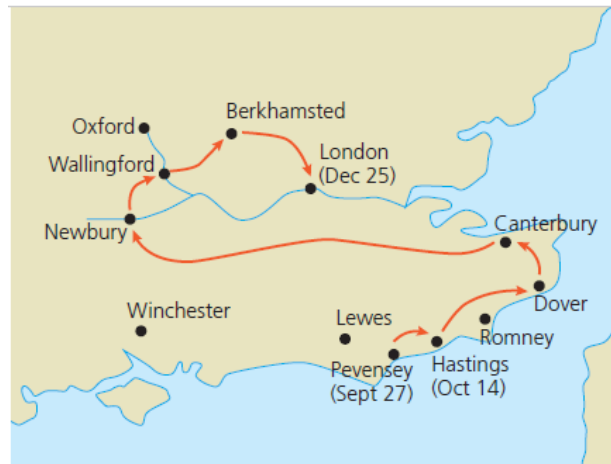 Berkhamsted
Oxford
Wallingford
London
(Dec 25)
Newbury
Canterbury
Winchester
Lewes
Dover
Romney
Pevensey
(Sept 27)
Hastings
(Oct 14)